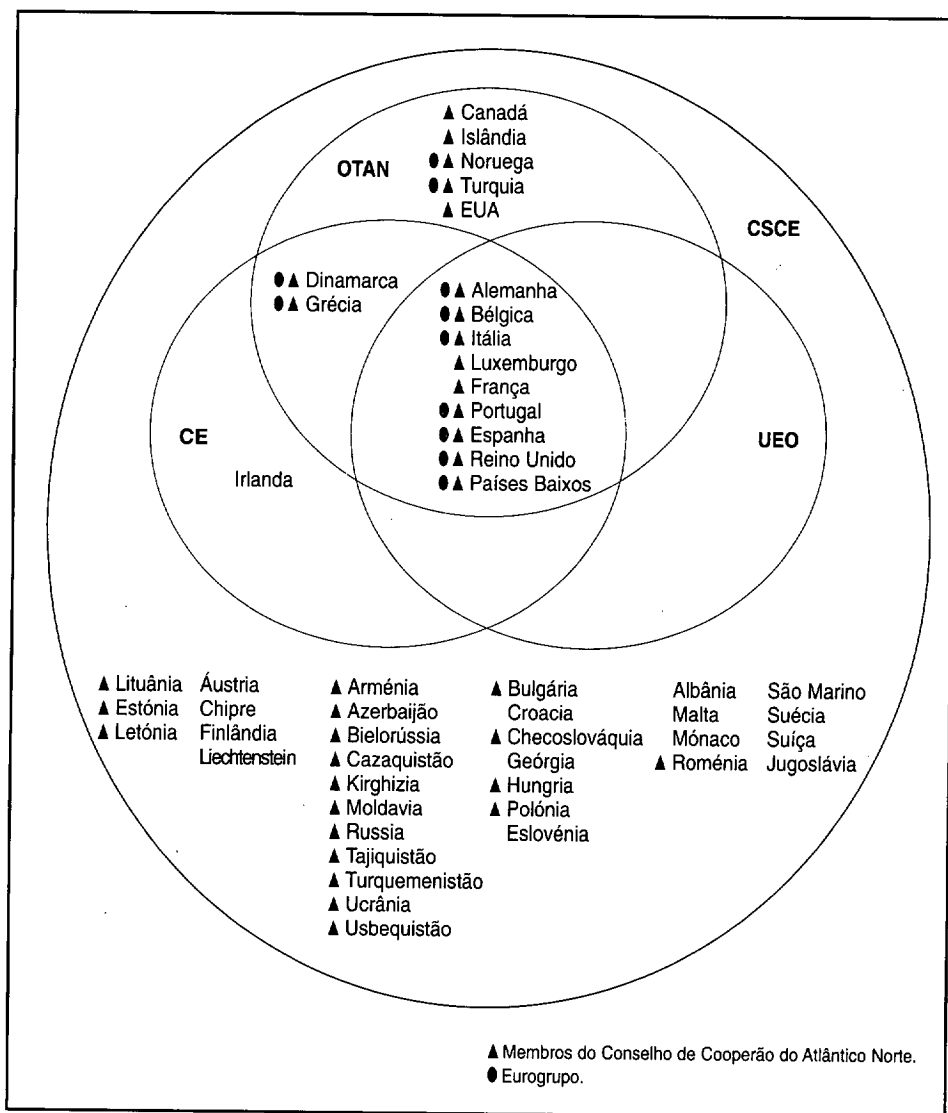 ▲ Canadá
▲ Islândia
● ▲ Noruega
● ▲ Turquia
▲ EUA
OTAN
CSCE
● ▲ Dinamarca
● ▲ Grécia
● ▲ Alemanha
● ▲ Bélgica
● ▲ Itália
▲ Luxemburgo
▲ França
● ▲ Portugal
● ▲ Espanha
● ▲ Reino Unido
● ▲ Países Baixos
CE
Irlanda
UEO
▲ Lituânia
▲ Estónia
▲ Letónia
Áustria
Chipre
Finlândia
Liechtenstein
▲ Arménia
▲ Azerbaijão
▲ Bielorússia
▲ Cazaquistão
▲ Kirghizia
▲ Moldavia
▲ Russia
▲ Tajiquistão
▲ Turquemenistão
▲ Ucrânia
▲ Usbequistão
▲ Bulgária
Croacia
▲ Checoslováquia
Geórgia
▲ Hungria
▲ Polónia
Eslovénia
Albânia
Malta
Mónaco
▲ Roménia
São Marino
Suécia
Suíça
Jugoslávia
▲ Membros do Conselho de Cooperão do Atlântico Norte.
● Eurogrupo.